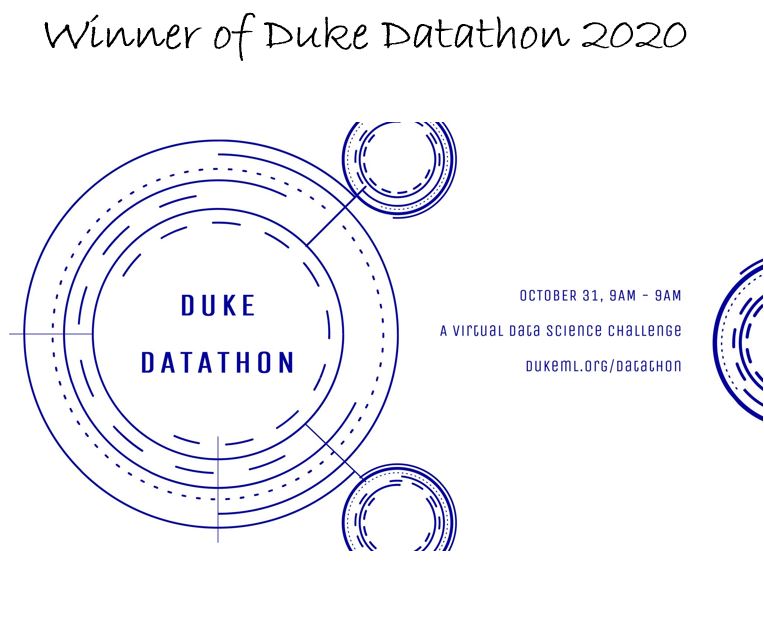 Winner of Duke Datathon 2020
DUKE
DATATHON
OCTOBER 31, 9AM - 9AM
A VIRTUAL DATA SCIENCE CHALLENGE
DUKEML.ORG/DATATHON